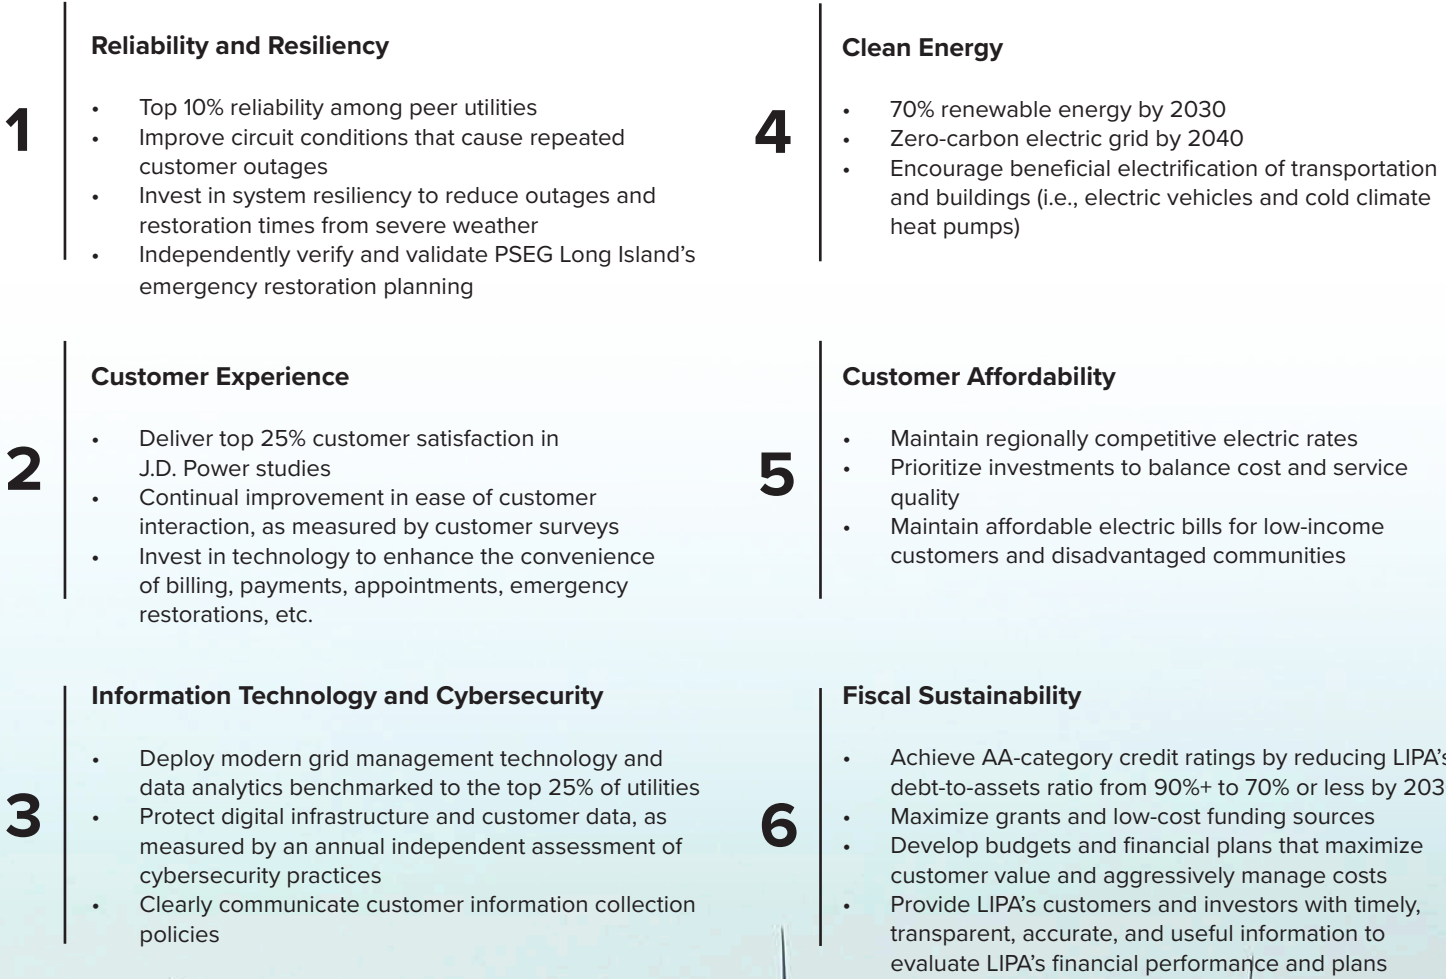 1
Reliability and Resiliency
• Top 10% reliability among peer utilities
• Improve circuit conditions that cause repeated
customer outages
• Invest in system resiliency to reduce outages and
restoration times from severe weather
• Independently verify and validate PSEG Long Island's
emergency restoration planning
2
Customer Experience
• Deliver top 25% customer satisfaction in
J.D. Power studies
• Continual improvement in ease of customer
interaction, as measured by customer surveys
• Invest in technology to enhance the convenience
of billing, payments, appointments, emergency
restorations, etc.
3
Information Technology and Cybersecurity
• Deploy modern grid management technology and
data analytics benchmarked to the top 25% of utilities
• Protect digital infrastructure and customer data, as
measured by an annual independent assessment of
cybersecurity practices
• Clearly communicate customer information collection
policies
4
Clean Energy
• 70% renewable energy by 2030
• Zero-carbon electric grid by 2040
• Encourage beneficial electrification of transportation
and buildings (i.e., electric vehicles and cold climate
heat pumps)
5
Customer Affordability
• Maintain regionally competitive electric rates
• Prioritize investments to balance cost and service
quality
• Maintain affordable electric bills for low-income
customers and disadvantaged communities
6
Fiscal Sustainability
• Achieve AA-category credit ratings by reducing LIPA's
debt-to-assets ratio from 90%+ to 70% or less by
• Maximize grants and low-cost funding sources
• Develop budgets and financial plans that maximize
customer value and aggressively manage costs
• Provide LIPA's customers and investors with timely,
transparent, accurate, and useful information to
evaluate LIPA's financial performance and plans